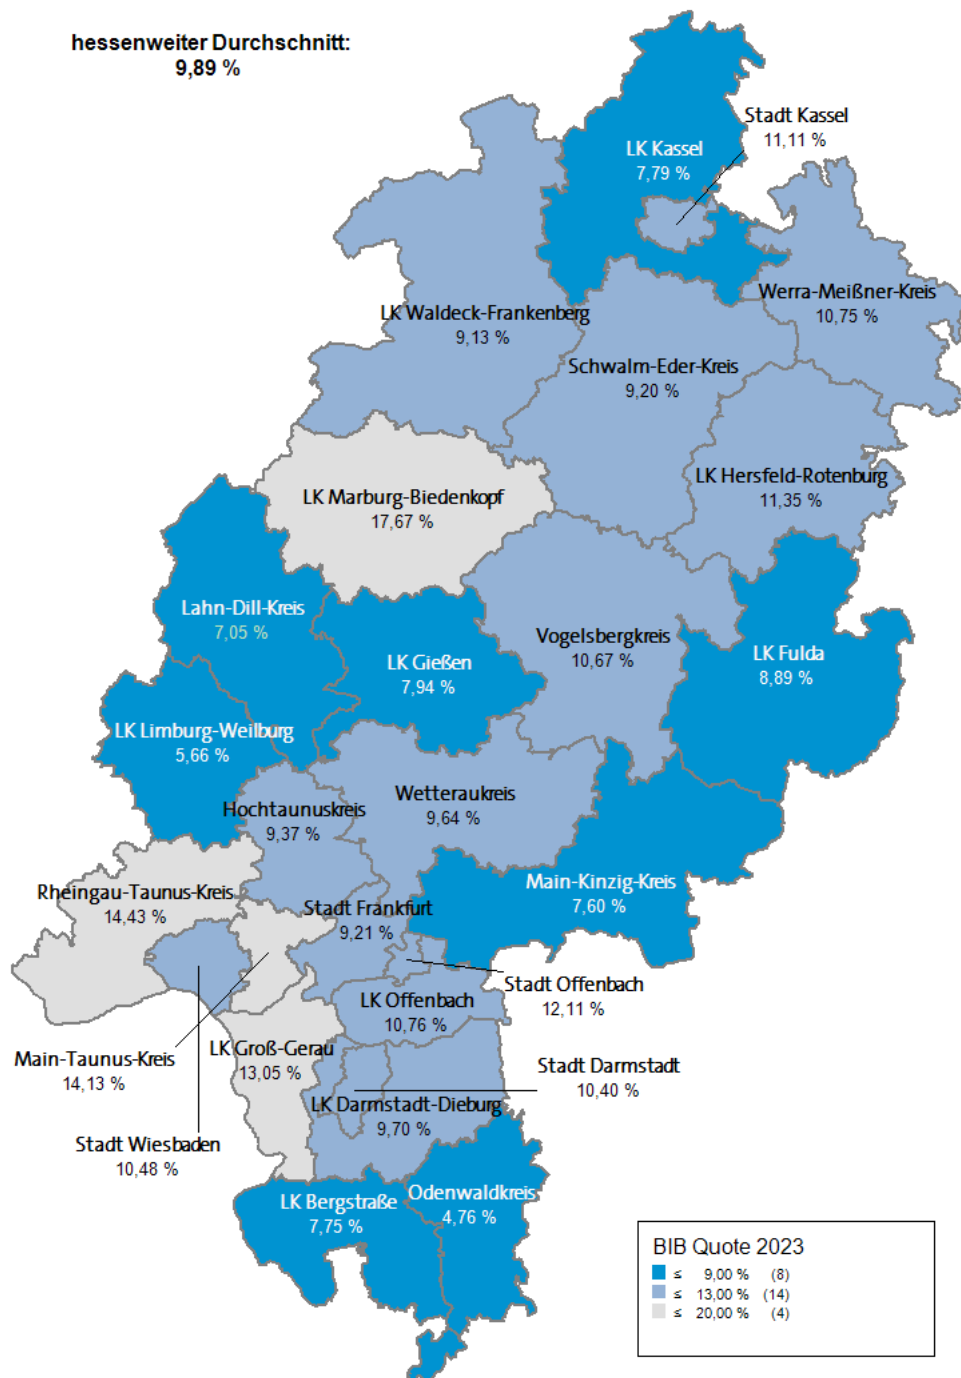 hessenweiter Durchschnitt:
9,89 %
Stadt Kassel
11,11 %
LK Kassel
7,79 %
Werra-Meißner-Kreis
10,75 %
LK Waldeck-Frankenberg
9,13 %
Schwalm-Eder-Kreis
9,20 %
LK Hersfeld-Rotenburg
11,35 %
LK Marburg-Biedenkopf
17,67 %
Lahn-Dill-Kreis
7,05 %
Vogelsbergkreis
10,67 %
LK Gießen
7,94 %
LK Fulda
8,89 %
LK Limburg-Weilburg
5,66 %
Wetteraukreis
9,64 %
Hochtaunuskreis
9,37 %
Main-Kinzig-Kreis
7,60 %
Rheingau-Taunus-Kreis
14,43 %
Stadt Frankfurt
9,21 %
Stadt Offenbach
12,11 %
LK Offenbach
10,76 %
LK Groß-Gerau
13,05 %
Main-Taunus-Kreis
14,13 %
Stadt Darmstadt
10,40 %
LK Darmstadt-Dieburg
9,70 %
Stadt Wiesbaden
10,48 %
Odenwaldkreis
4,76 %
LK Bergstraße
7,75 %
BIB Quote 2023
≤ 9,00 % (8)
≤ 13,00 % (14)
≤ 20,00 % (4)